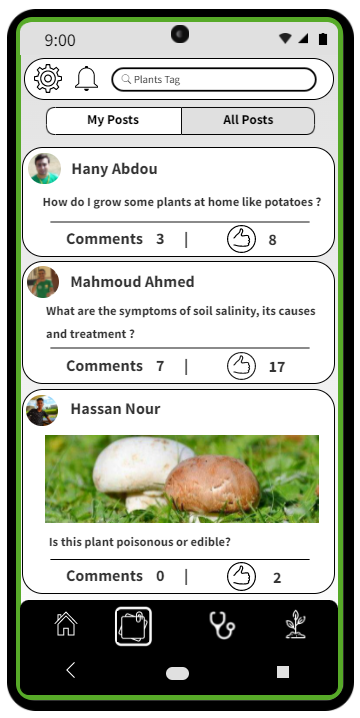 9:00
Plants Tag
My Posts All Posts
Hany Abdou
How do I grow some plants at home like potatoes ?
Comments 3 | 8
Mahmoud Ahmed
What are the symptoms of soil salinity, its causes
and treatment ?
Comments 7 | 17
Hassan Nour
Is this plant poisonous or edible?
Comments 0 | 2